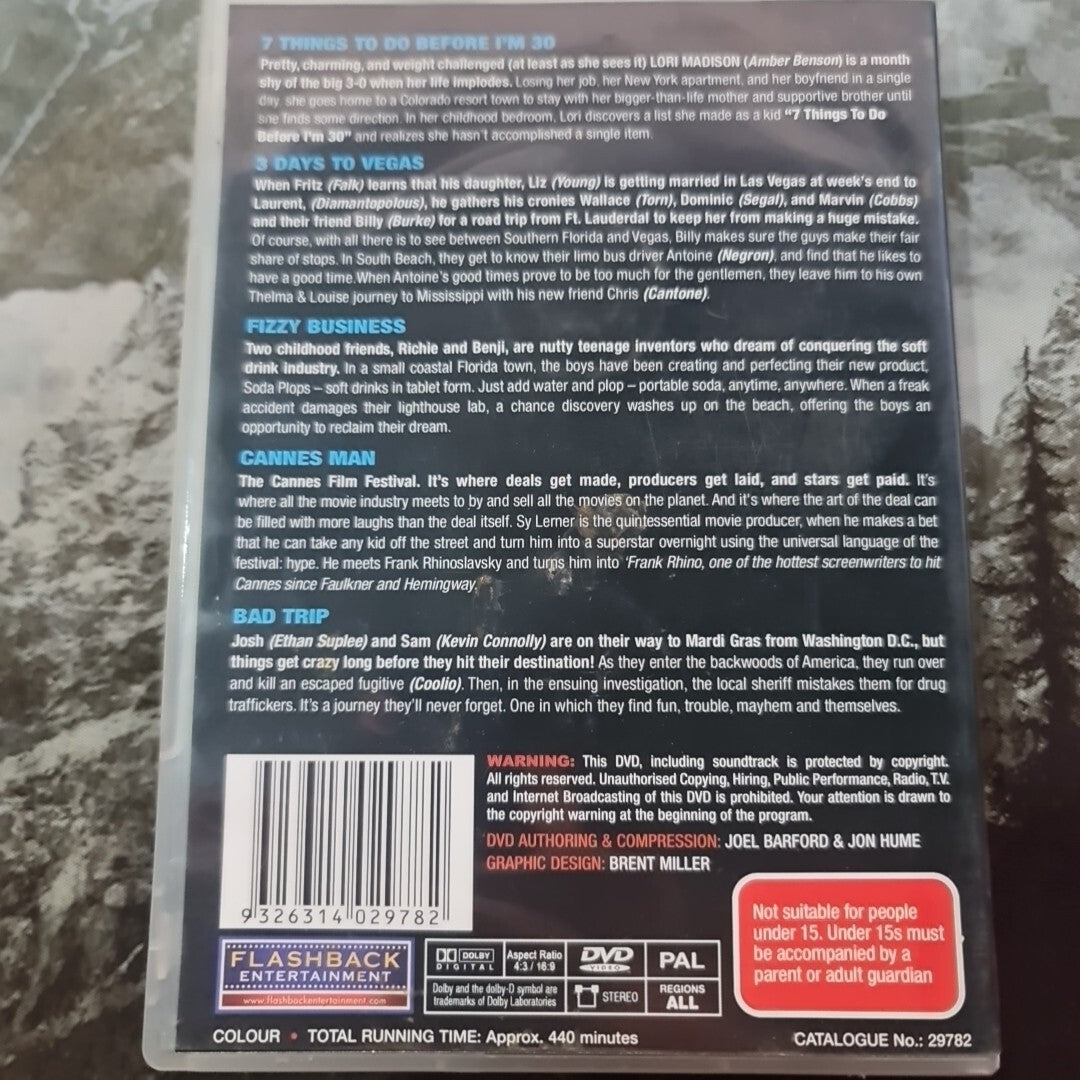 7 THINGS TO DO BEFORE I'M 30
Pretty, charming, and weight challenged (at least as she sees it) LORI MADISON (Amber Benson) is a month
shy of the big 3-0 when her life implodes. Losing her job, her New York apartment, and her boyfriend in a single
day she goes home to a Colorado resort town to stay with her bigger-than-life mother and supportive brother until
she finds some direction. In her childhood bedroom, Lori discovers a list she made as a kid "7 Things To Do
Before I'm 30" and realizes she hasn't accomplished a single item.
3 DAYS TO VEGAS
When Fritz (Falk) learns that his daughter, Liz (Young) is getting married in Las Vegas at week's end to
Laurent, (Diamantopolous), he gathers his cronies Wallace (Torn), Dominic (Segal), and Marvin (Cobbs)
and their friend Billy (Burke) for a road trip from Ft. Lauderdal to keep her from making a huge mistake.
Of course, with all there is to see between Southern Florida and Vegas, Billy makes sure the guys make their fair
share of stops. In South Beach, they get to know their limo bus driver Antoine (Negron), and find that he likes to
have a good time. When Antoine's good times prove to be too much for the gentlemen, they leave him to his own
Thelma & Louise journey to Mississippi with his new friend Chris (Cantone).
FIZZY BUSINESS
Two childhood friends, Richie and Benji, are nutty teenage inventors who dream of conquering the soft
drink industry. In a small coastal Florida town, the boys have been creating and perfecting their new product,
Soda Plops – soft drinks in tablet form. Just add water and plop – portable soda, anytime, anywhere. When a freak
accident damages their lighthouse lab, a chance discovery washes up on the beach, offering the boys an
opportunity to reclaim their dream.
CANNES MAN
The Cannes Film Festival. It's where deals get made, producers get laid, and stars get paid. It's
where all the movie industry meets to by and sell all the movies on the planet. And it's where the art of the deal can
be filled with more laughs than the deal itself. Sy Lerner is the quintessential movie producer, when he makes a bet
that he can take any kid off the street and turn him into a superstar overnight using the universal language of the
festival: hype. He meets Frank Rhinoslavsky and turns him into 'Frank Rhino, one of the hottest screenwriters to hit
Cannes since Faulkner and Hemingway.
BAD TRIP
Josh (Ethan Suplee) and Sam (Kevin Connolly) are on their way to Mardi Gras from Washington D.C., but
things get crazy long before they hit their destination! As they enter the backwoods of America, they run over
and kill an escaped fugitive (Coolio). Then, in the ensuing investigation, the local sheriff mistakes them for drug
traffickers. It's a journey they'll never forget. One in which they find fun, trouble, mayhem and themselves.
WARNING: This DVD, including soundtrack is protected by copyright.
All rights reserved. Unauthorised Copying, Hiring, Public Performance, Radio, T.V.
and Internet Broadcasting of this DVD is prohibited. Your attention is drawn to
the copyright warning at the beginning of the program.
DVD AUTHORING & COMPRESSION: JOEL BARFORD & JON HUME
GRAPHIC DESIGN: BRENT MILLER
9 326314 029782
Not suitable for people
under 15. Under 15s must
be accompanied by a
parent or adult guardian
FLASHBACK
ENTERTAINMENT
www.flashbackentertainment.com
DOLBY
DIGITAL
Aspect Ratio
4:3 / 16:9
DVD
VIDEO
PAL
Dolby and the dolby-D symbol are
trademarks of Dolby Laboratories
STEREO
REGIONS
ALL
COLOUR • TOTAL RUNNING TIME: Approx. 440 minutes
CATALOGUE No.: 29782